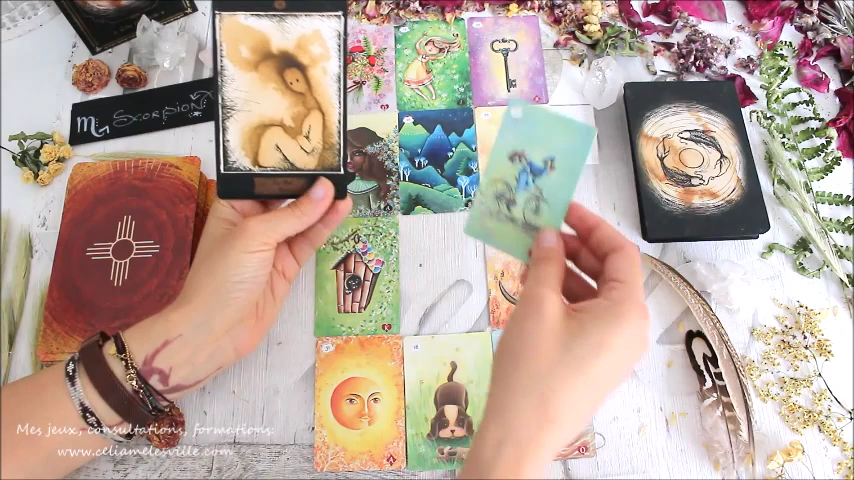 ♏ Scorpion
Mes jeux, consultations, formations:
www.celiamelesville.com